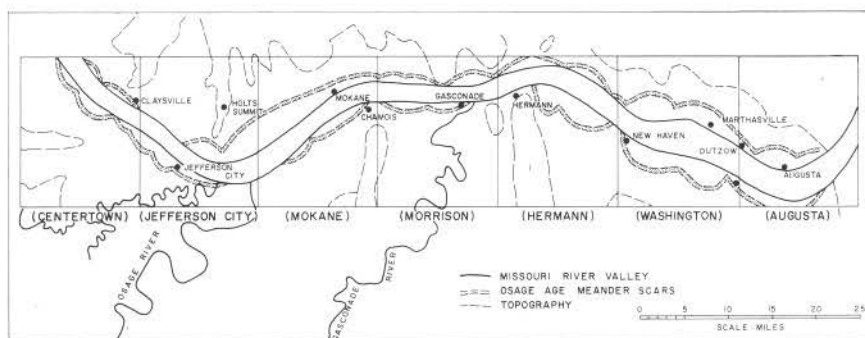 CLAYSVILLE
HOLTS
SUMMIT
MOKANE
CHAMOIS
GASCONADE
HERMANN
MARTHASVILLE
NEW HAVEN
DUTZOW
AUGUSTA
JEFFERSON
CITY
(CENTERTOWN) (JEFFERSON CITY) (MOKANE) (MORRISON) (HERMANN) (WASHINGTON) (AUGUSTA)
OSAGE RIVER
GASCONADE RIVER
MISSOURI RIVER VALLEY
OSAGE AGE MEANDER SCARS
TOPOGRAPHY
0 5 10 15 20 25
SCALE MILES